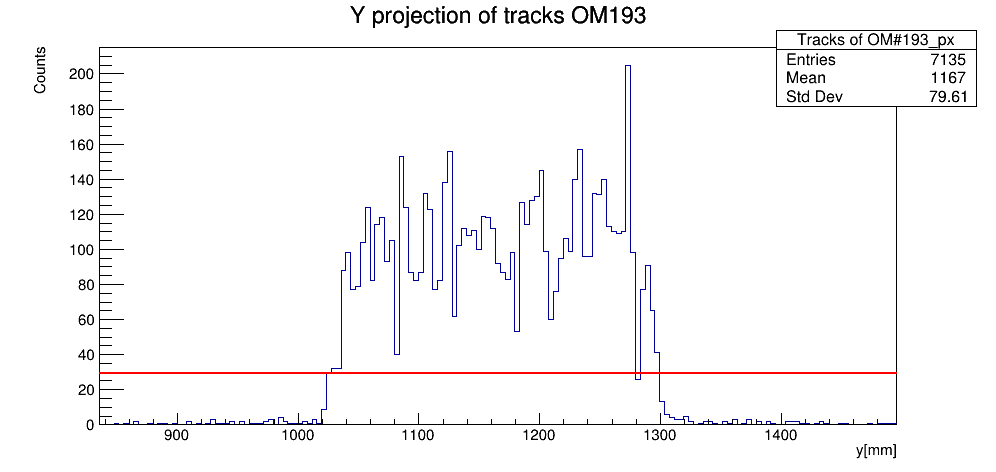 Y projection of tracks OM193
Tracks of OM#193_px
Entries 7135
Mean 1167
Std Dev 79.61
Counts
200
180
160
140
120
100
80
60
40
20
0
900 1000 1100 1200 1300 1400
y[mm]